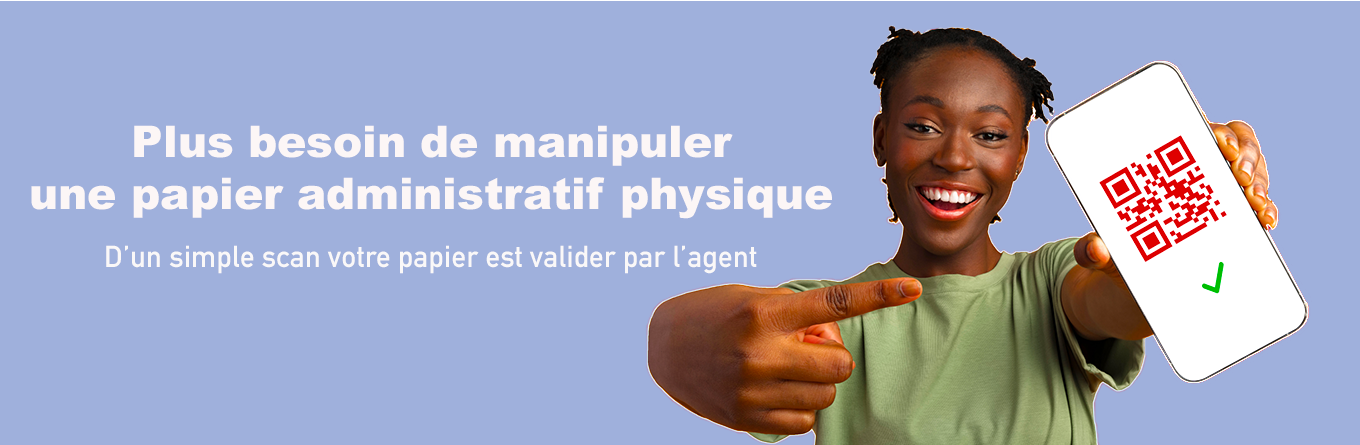 Plus besoin de manipuler
une papier administratif physique
D'un simple scan votre papier est valider par l'agent